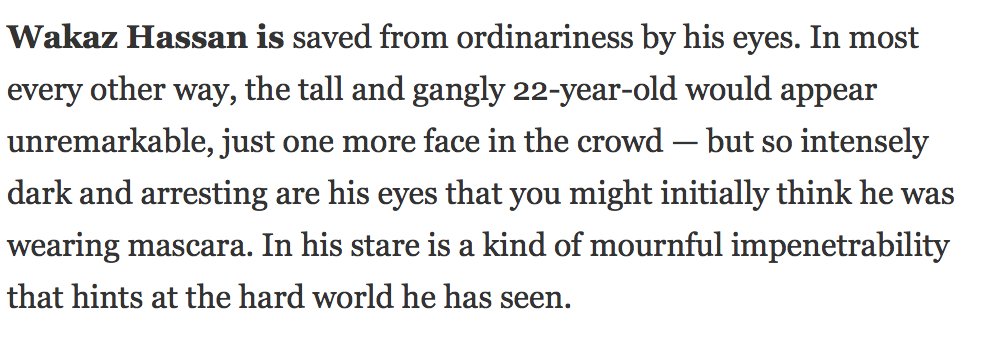 Wakaz Hassan is saved from ordinariness by his eyes. In most
every other way, the tall and gangly 22-year-old would appear
unremarkable, just one more face in the crowd — but so intensely
dark and arresting are his eyes that you might initially think he was
wearing mascara. In his stare is a kind of mournful impenetrability
that hints at the hard world he has seen.